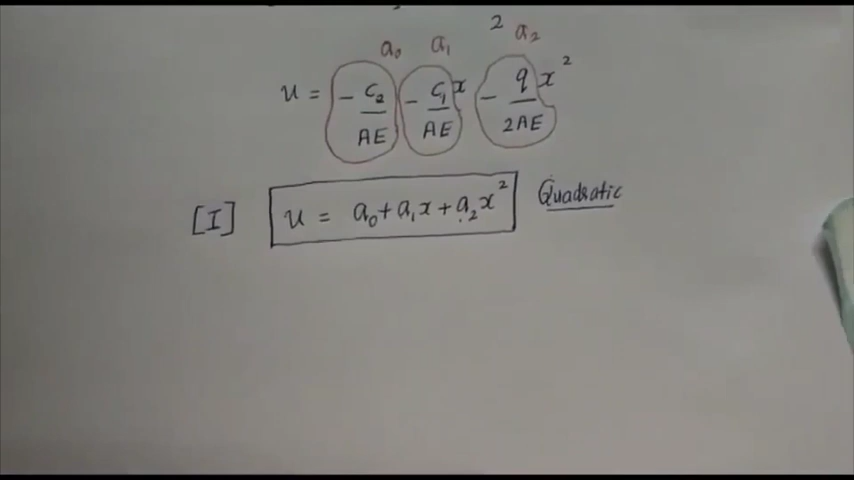 a₀ a₁ ² a₂
u = - C₂/AE - C₁/AE x - q/2AE x²
[I] u = a₀ + a₁x + a₂x² Quadratic